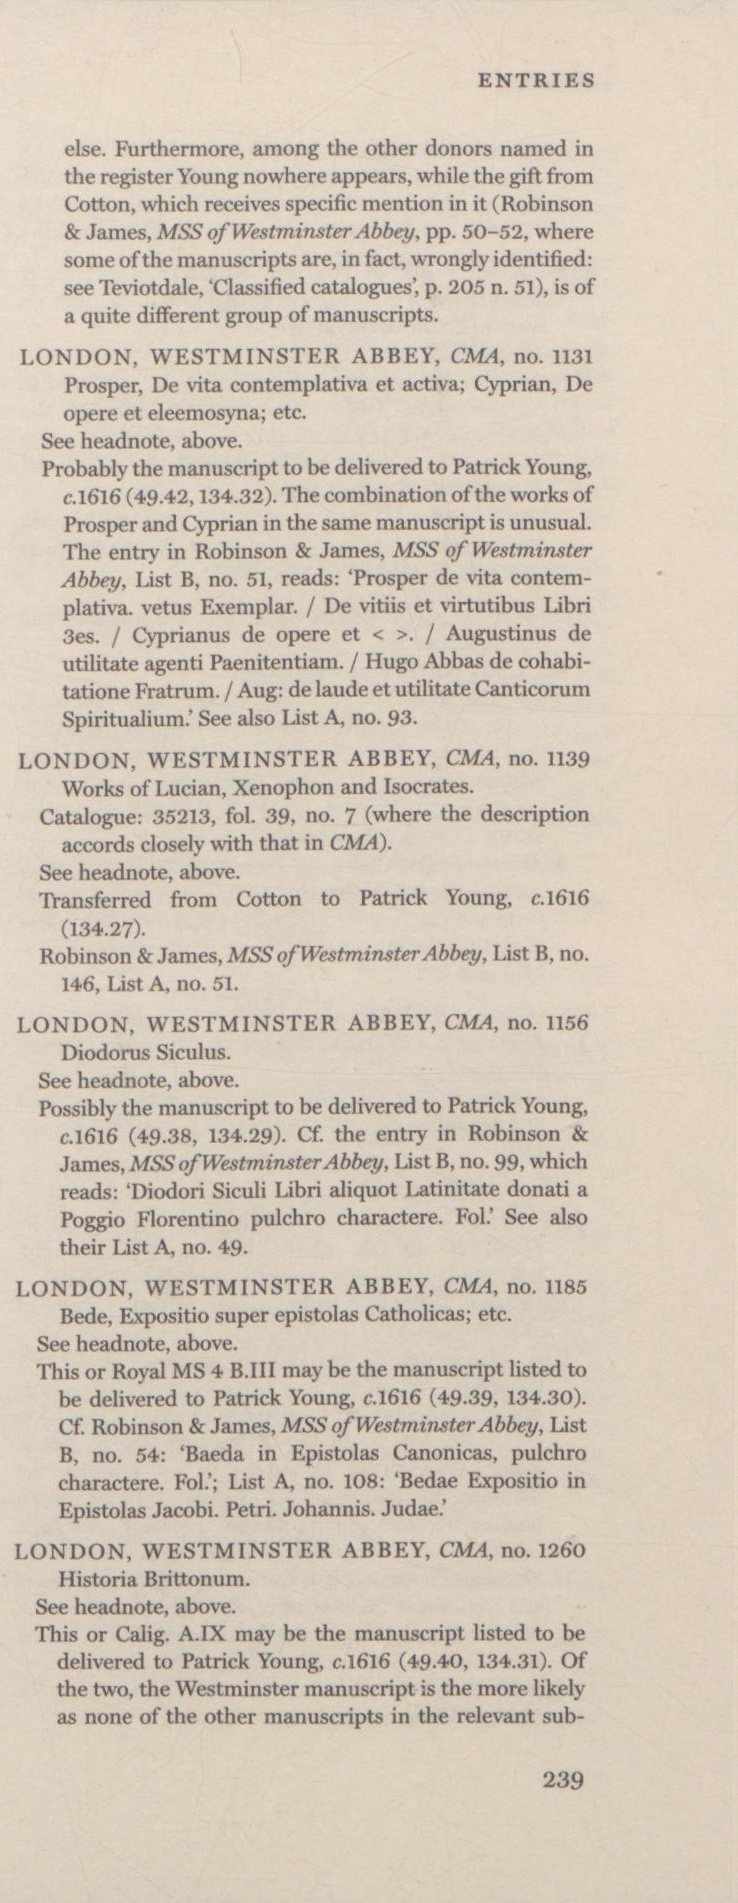 ENTRIES
else. Furthermore, among the other donors named in
the register Young nowhere appears, while the gift from
Cotton, which receives specific mention in it (Robinson
& James, MSS of Westminster Abbey, pp. 50–52, where
some of the manuscripts are, in fact, wrongly identified:
see Teviotdale, ‘Classified catalogues’, p. 205 n. 51), is of
a quite different group of manuscripts.
LONDON, WESTMINSTER ABBEY, CMA, no. 1131
Prosper, De vita contemplativa et activa; Cyprian, De
opere et eleemosyna; etc.
See headnote, above.
Probably the manuscript to be delivered to Patrick Young,
c.1616 (49.42, 134.32). The combination of the works of
Prosper and Cyprian in the same manuscript is unusual.
The entry in Robinson & James, MSS of Westminster
Abbey, List B, no. 51, reads: ‘Prosper de vita contem-
plativa. vetus Exemplar. / De vitiis et virtutibus Libri
3es. / Cyprianus de opere et < >. / Augustinus de
utilitate agenti Paenitentiam. / Hugo Abbas de cohabi-
tatione Fratrum. / Aug: de laude et utilitate Canticorum
Spiritualium.’ See also List A, no. 93.
LONDON, WESTMINSTER ABBEY, CMA, no. 1139
Works of Lucian, Xenophon and Isocrates.
Catalogue: 35213, fol. 39, no. 7 (where the description
accords closely with that in CMA).
See headnote, above.
Transferred from Cotton to Patrick Young, c.1616
(134.27).
Robinson & James, MSS of Westminster Abbey, List B, no.
146, List A, no. 51.
LONDON, WESTMINSTER ABBEY, CMA, no. 1156
Diodorus Siculus.
See headnote, above.
Possibly the manuscript to be delivered to Patrick Young,
c.1616 (49.38, 134.29). Cf. the entry in Robinson &
James, MSS of Westminster Abbey, List B, no. 99, which
reads: ‘Diodori Siculi Libri aliquot Latinitate donati a
Poggio Florentino pulchro charactere. Fol.’ See also
their List A, no. 49.
LONDON, WESTMINSTER ABBEY, CMA, no. 1185
Bede, Expositio super epistolas Catholicas; etc.
See headnote, above.
This or Royal MS 4 B.III may be the manuscript listed to
be delivered to Patrick Young, c.1616 (49.39, 134.30).
Cf. Robinson & James, MSS of Westminster Abbey, List
B, no. 54: ‘Baeda in Epistolas Canonicas, pulchro
charactere. Fol.’; List A, no. 108: ‘Bedae Expositio in
Epistolas Jacobi. Petri. Johannis. Judae.’
LONDON, WESTMINSTER ABBEY, CMA, no. 1260
Historia Brittonum.
See headnote, above.
This or Calig. A.IX may be the manuscript listed to be
delivered to Patrick Young, c.1616 (49.40, 134.31). Of
the two, the Westminster manuscript is the more likely
as none of the other manuscripts in the relevant sub-
239